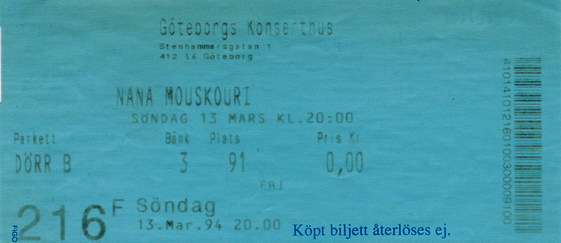 Göteborgs Konserthus
Stenhammarsgatan 1
412 56 Göteborg
NANA MOUSKOURI
SÖNDAG 13 MARS KL.20:00
Parkett Bänk Plats Pris Kr
DÖRR B 3 91 0,00
FRI
216 F Söndag
13.Mar.94 20.00
Köpt biljett återlöses ej.